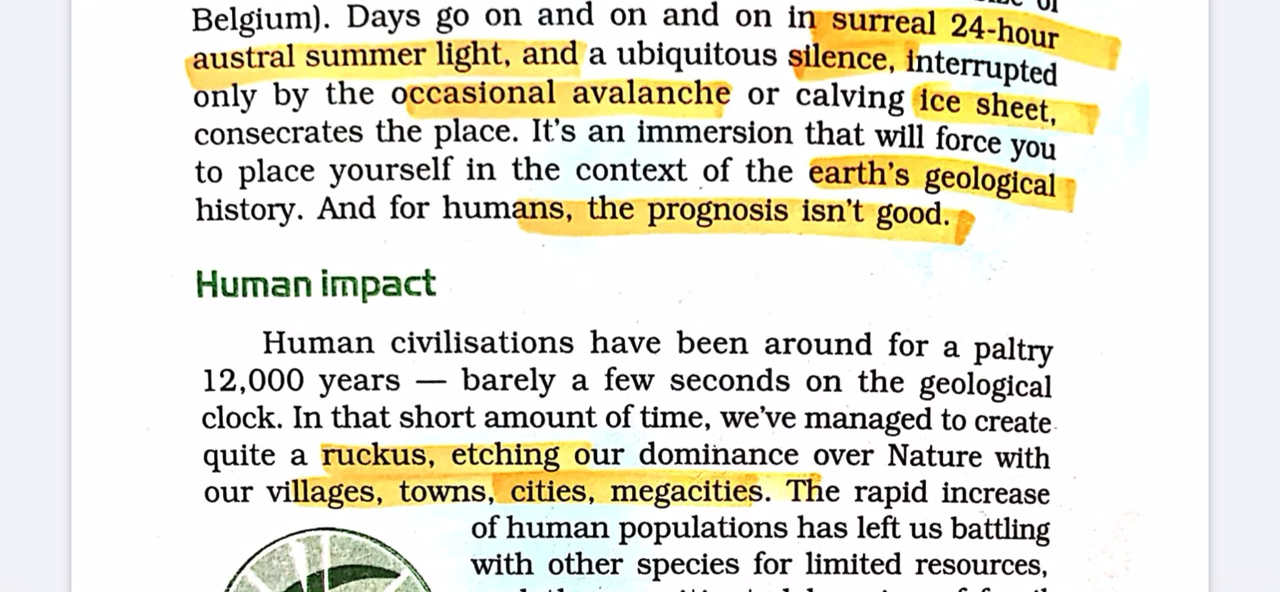 Belgium). Days go on and on and on in surreal 24-hour
austral summer light, and a ubiquitous silence, interrupted
only by the occasional avalanche or calving ice sheet,
consecrates the place. It's an immersion that will force you
to place yourself in the context of the earth's geological
history. And for humans, the prognosis isn't good.
Human impact
Human civilisations have been around for a paltry
12,000 years — barely a few seconds on the geological
clock. In that short amount of time, we've managed to create
quite a ruckus, etching our dominance over Nature with
our villages, towns, cities, megacities. The rapid increase
of human populations has left us battling
with other species for limited resources,